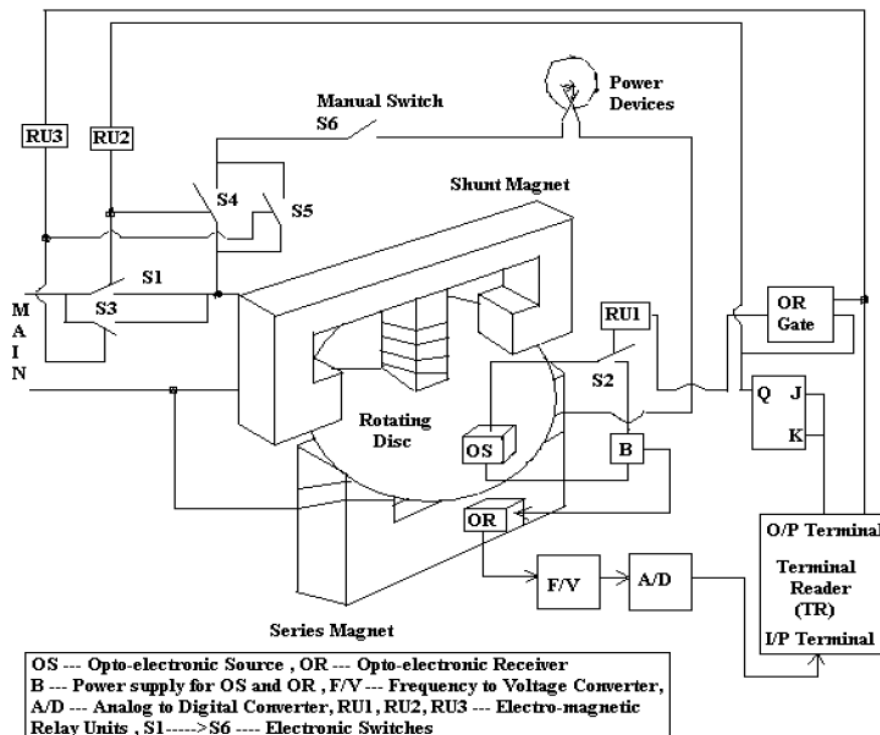 Manual Switch
S6
Power
Devices
RU3
RU2
S4
S5
Shunt Magnet
S1
S3
M
A
I
N
RU1
OR
Gate
S2
Q J
K
Rotating
Disc
OS
B
OR
O/P Terminal
Terminal
Reader
(TR)
I/P Terminal
F/V
A/D
Series Magnet
OS --- Opto-electronic Source , OR --- Opto-electronic Receiver
B --- Power supply for OS and OR , F/V --- Frequency to Voltage Converter,
A/D --- Analog to Digital Converter, RU1, RU2, RU3 --- Electro-magnetic
Relay Units , S1----->S6 ---- Electronic Switches